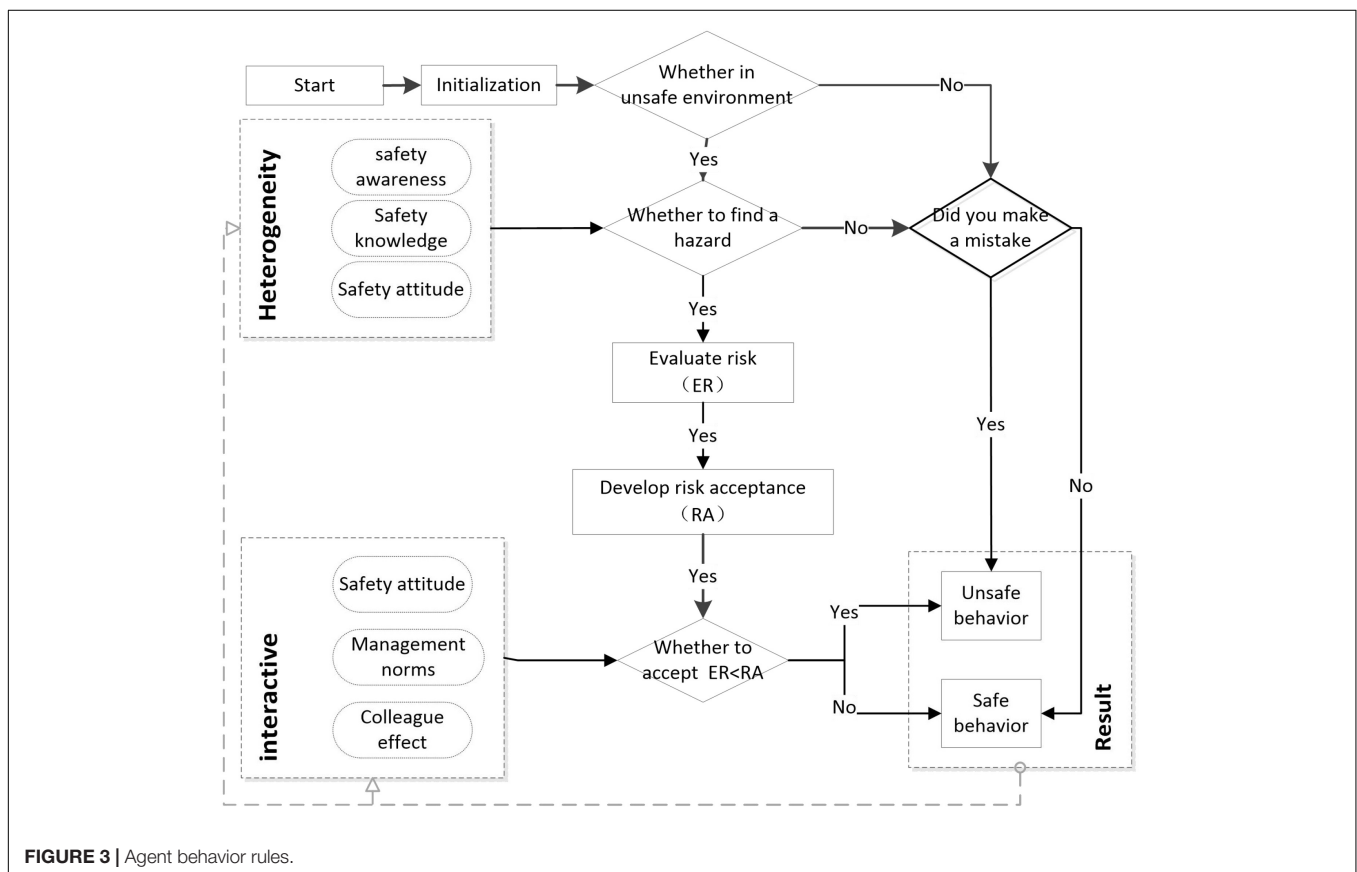 Start
Initialization
Whether in
unsafe environment
No
Yes
Heterogeneity
safety
awareness
Safety
knowledge
Safety attitude
Whether to find a
hazard
No
Did you make
a mistake
Yes
Evaluate risk
（ER）
Yes
Yes
No
Develop risk acceptance
（RA）
Yes
interactive
Safety attitude
Management
norms
Colleague
effect
Whether to
accept ER<RA
Yes
No
Unsafe
behavior
Safe
behavior
Result
FIGURE 3 | Agent behavior rules.